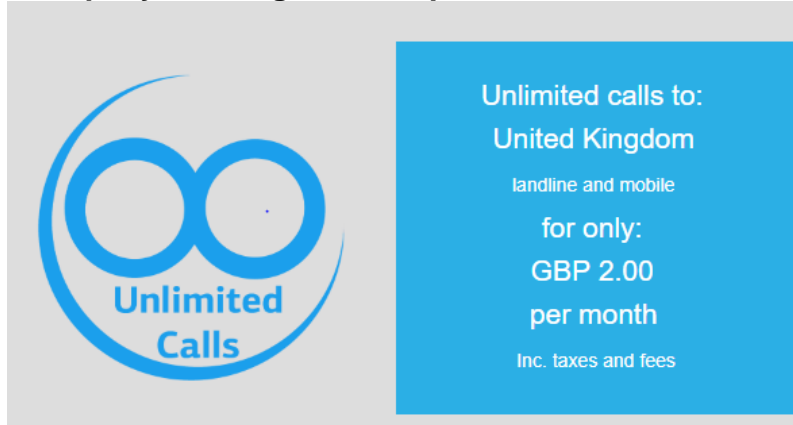 Unlimited
Calls
Unlimited calls to:
United Kingdom
landline and mobile
for only:
GBP 2.00
per month
Inc. taxes and fees